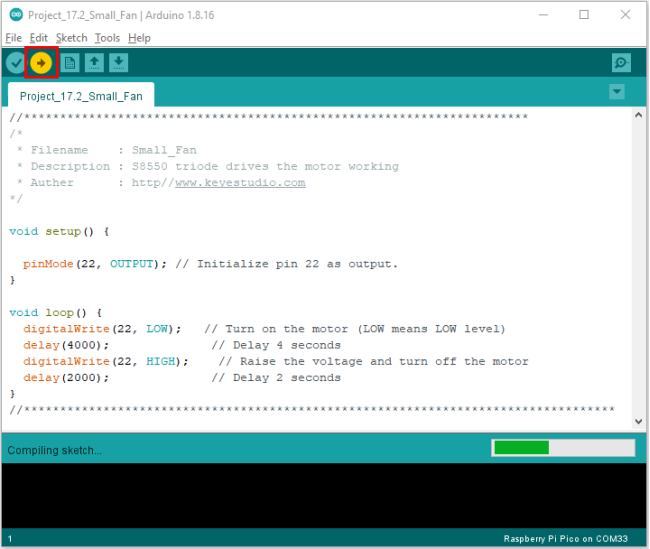 Project_17.2_Small_Fan | Arduino 1.8.16
File Edit Sketch Tools Help
Project_17.2_Small_Fan
//**********************************************************************
/*
 * Filename    : Small_Fan
 * Description : S8550 triode drives the motor working
 * Auther      : http//www.keyestudio.com
*/
void setup() {
  pinMode(22, OUTPUT); // Initialize pin 22 as output.
}
void loop() {
  digitalWrite(22, LOW);   // Turn on the motor (LOW means LOW level)
  delay(4000);              // Delay 4 seconds
  digitalWrite(22, HIGH);    // Raise the voltage and turn off the motor
  delay(2000);              // Delay 2 seconds
}
//**********************************************************************************
Compiling sketch...
1 Raspberry Pi Pico on COM33